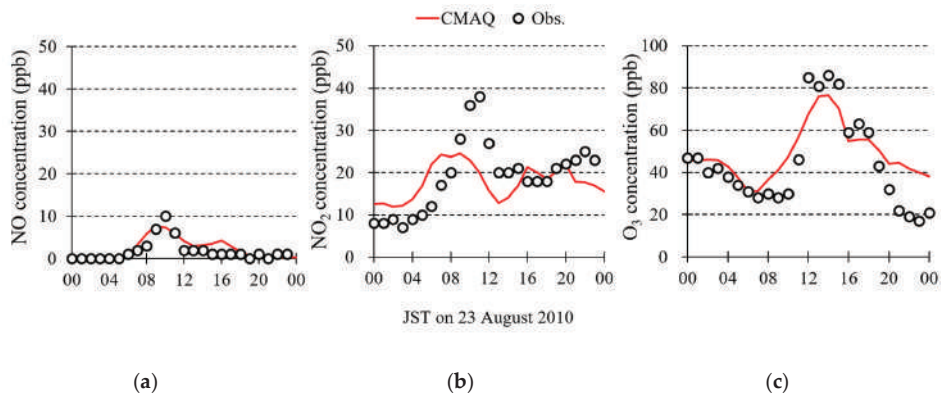 CMAQ Obs.
NO concentration (ppb)
50
40
30
20
10
0
00 04 08 12 16 20 00
NO2 concentration (ppb)
50
40
30
20
10
0
00 04 08 12 16 20 00
O3 concentration (ppb)
100
80
60
40
20
0
00 04 08 12 16 20 00
JST on 23 August 2010
(a) (b) (c)